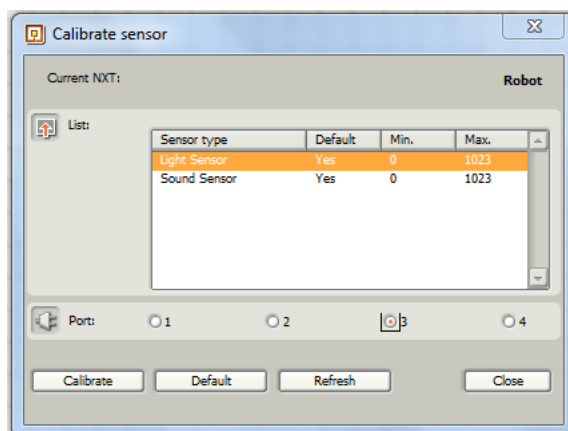 Calibrate sensor
Current NXT: Robot
List:
Sensor type Default Min. Max.
Light Sensor Yes 0 1023
Sound Sensor Yes 0 1023
Port: 1 2 3 4
Calibrate Default Refresh Close